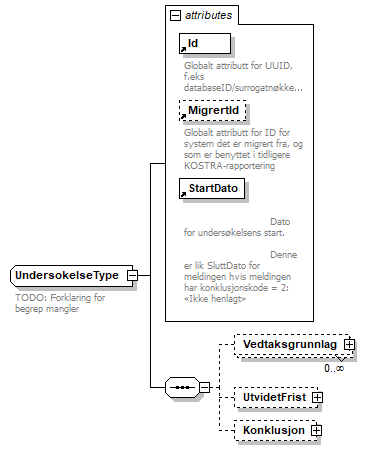 attributes
Id
Globalt attributt for UUID,
f.eks
databaseID/surrogatnøkke...
MigrertId
Globalt attributt for ID for
system det er migrert fra, og
som er benyttet i tidligere
KOSTRA-rapportering
StartDato
Dato
for undersøkelsens start.
Denne
er lik SluttDato for
meldingen hvis meldingen
har konklusjonskode = 2:
«Ikke henlagt»
UndersokelseType
TODO: Forklaring for
begrep mangler
Vedtaksgrunnlag
0..∞
UtvidetFrist
Konklusjon